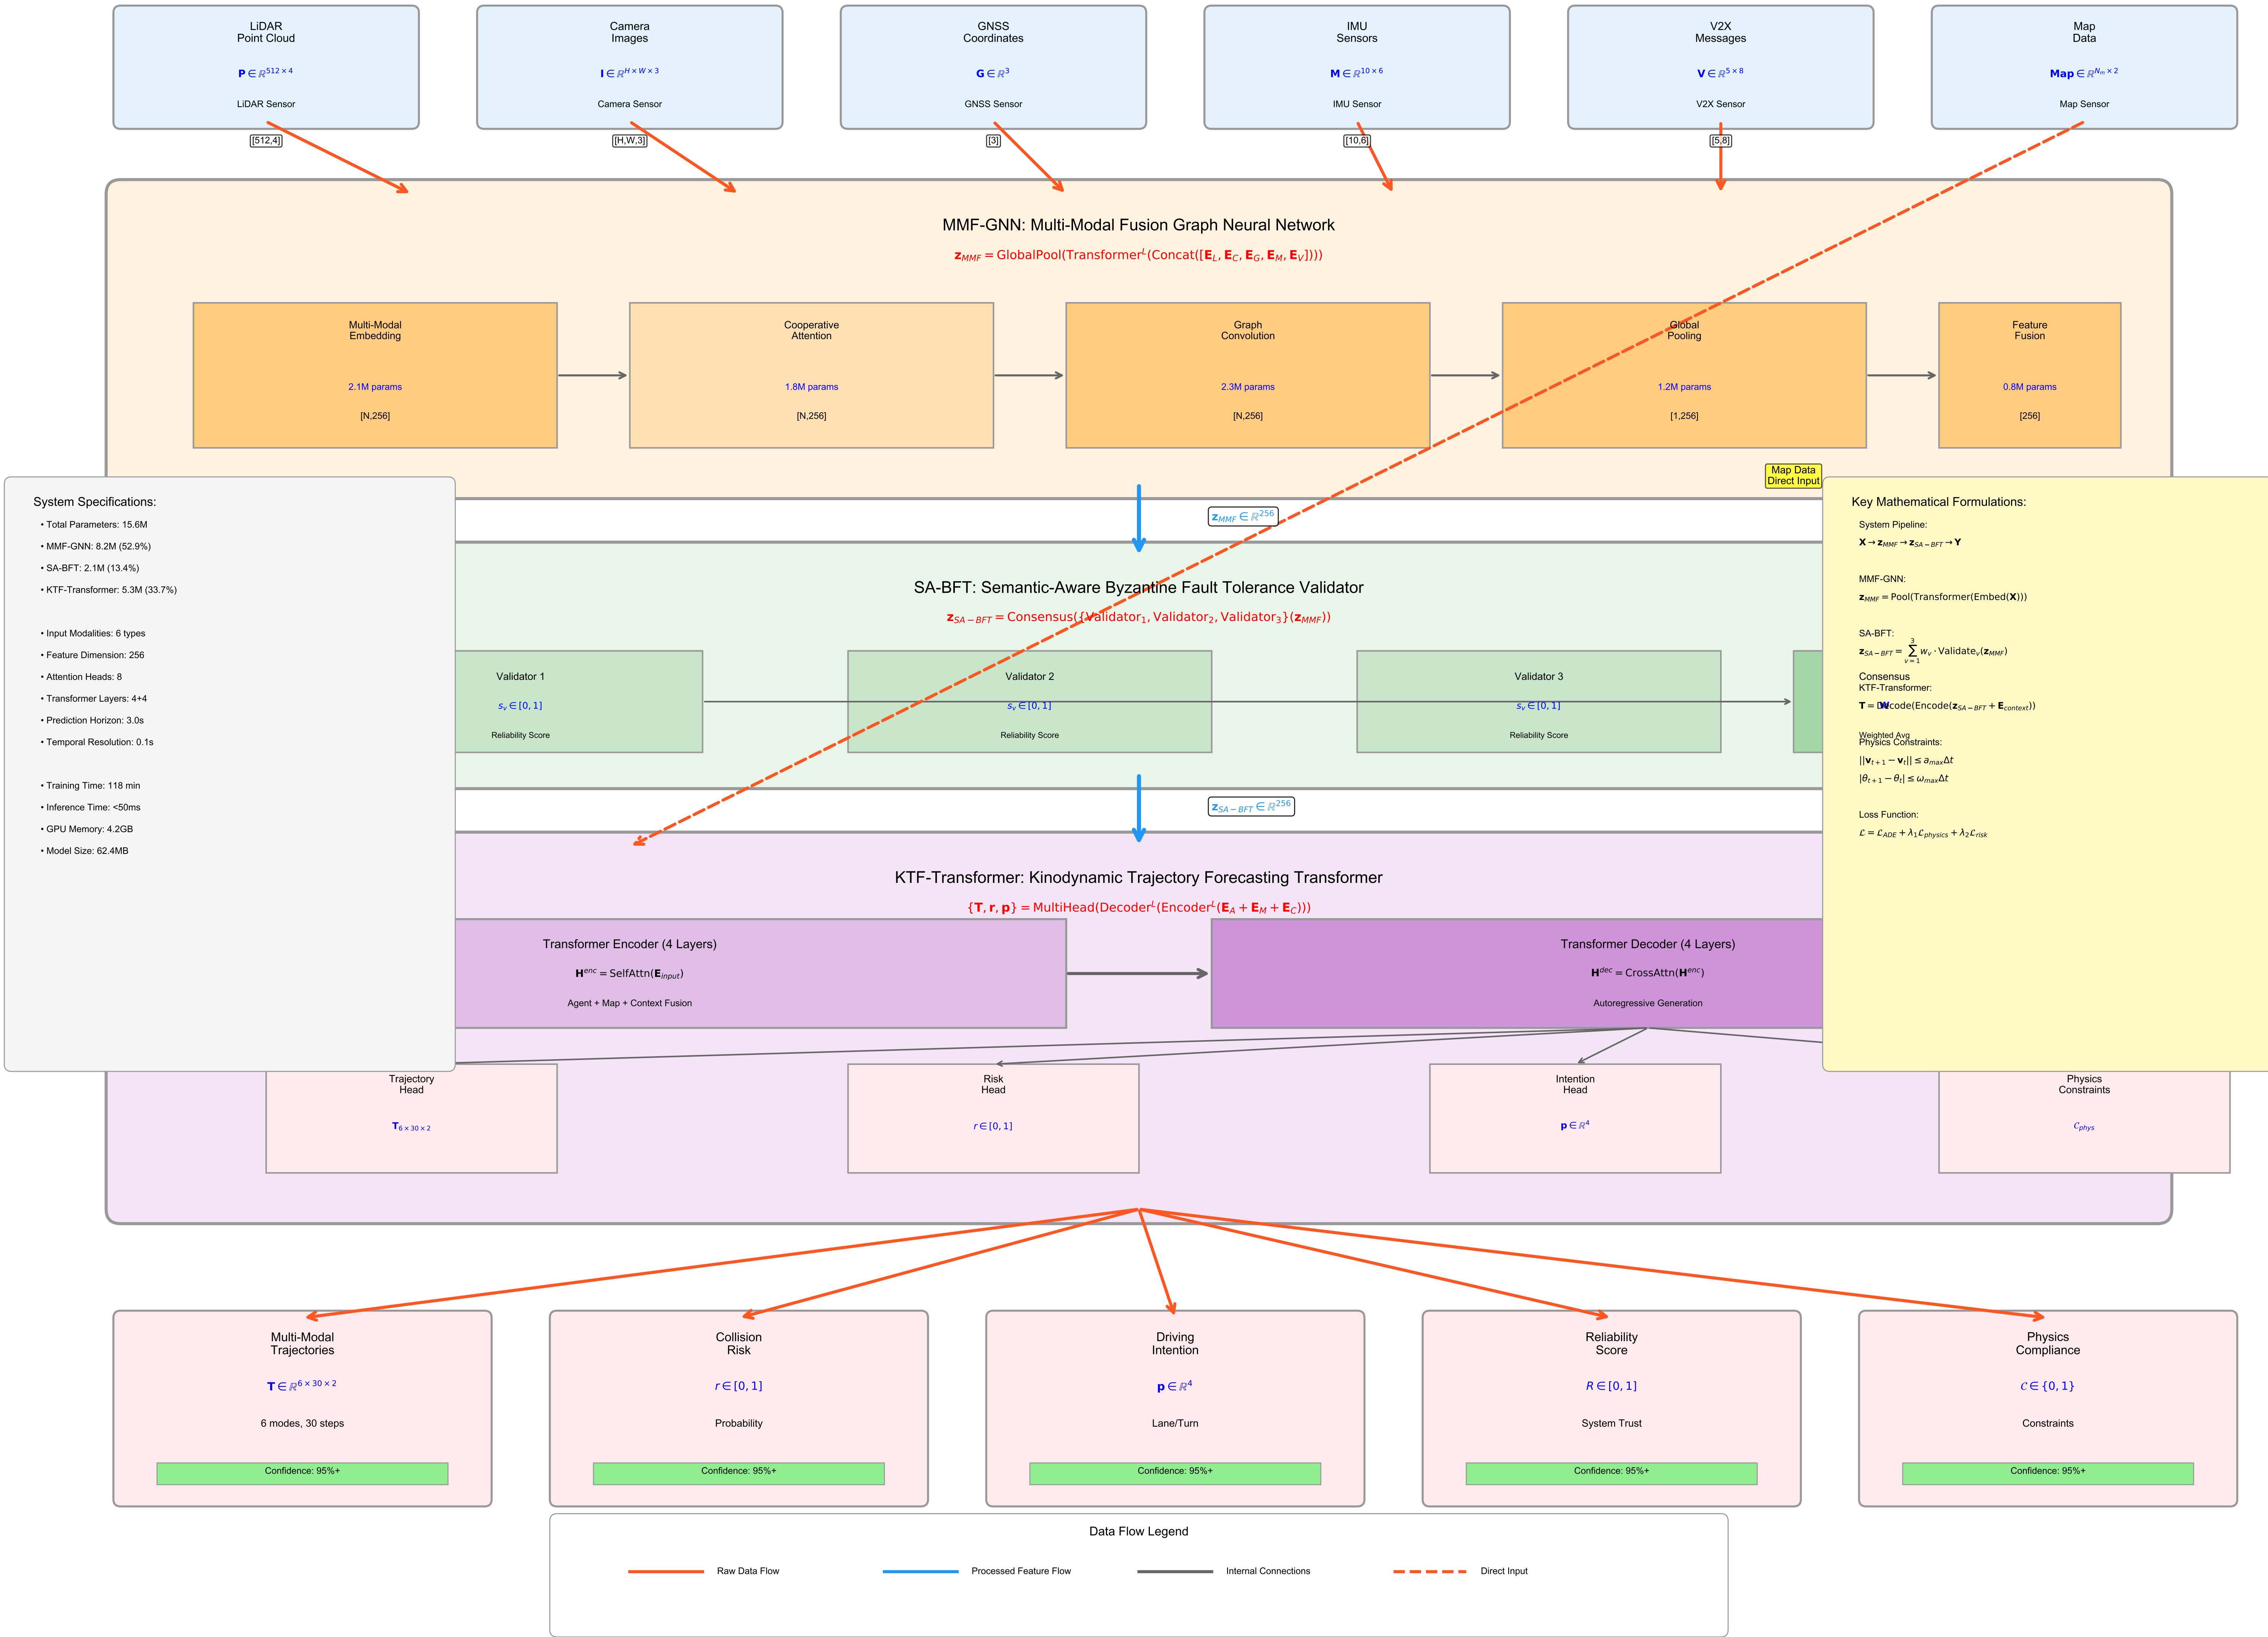 LiDAR
Point Cloud
P ∈ ℝ^{512×4}
LiDAR Sensor
Camera
Images
I ∈ ℝ^{H×W×3}
Camera Sensor
GNSS
Coordinates
G ∈ ℝ^3
GNSS Sensor
IMU
Sensors
M ∈ ℝ^{10×6}
IMU Sensor
V2X
Messages
V ∈ ℝ^{5×8}
V2X Sensor
Map
Data
Map ∈ ℝ^{N_m×2}
Map Sensor
[512,4]
[H,W,3]
[3]
[10,6]
[5,8]
MMF-GNN: Multi-Modal Fusion Graph Neural Network
z_{MMF} = GlobalPool(Transformer^L(Concat([E_L, E_C, E_G, E_M, E_V])))
Multi-Modal
Embedding
2.1M params
[N,256]
Cooperative
Attention
1.8M params
[N,256]
Graph
Convolution
2.3M params
[N,256]
Global
Pooling
1.2M params
[1,256]
Feature
Fusion
0.8M params
[256]
Map Data
Direct Input
z_{MMF} ∈ ℝ^{256}
System Specifications:
• Total Parameters: 15.6M
• MMF-GNN: 8.2M (52.9%)
• SA-BFT: 2.1M (13.4%)
• KTF-Transformer: 5.3M (33.7%)
• Input Modalities: 6 types
• Feature Dimension: 256
• Attention Heads: 8
• Transformer Layers: 4+4
• Prediction Horizon: 3.0s
• Temporal Resolution: 0.1s
• Training Time: 118 min
• Inference Time: <50ms
• GPU Memory: 4.2GB
• Model Size: 62.4MB
SA-BFT: Semantic-Aware Byzantine Fault Tolerance Validator
z_{SA−BFT} = Consensus({Validator_1, Validator_2, Validator_3}(z_{MMF}))
Validator 1
s_v ∈ [0, 1]
Reliability Score
Validator 2
s_v ∈ [0, 1]
Reliability Score
Validator 3
s_v ∈ [0, 1]
Reliability Score
z_{SA−BFT} ∈ ℝ^{256}
Key Mathematical Formulations:
System Pipeline:
X → z_{MMF} → z_{SA−BFT} → Y
MMF-GNN:
z_{MMF} = Pool(Transformer(Embed(X)))
SA-BFT:
z_{SA−BFT} = ∑_{v=1}^{3} w_v · Validate_v(z_{MMF})
Consensus
KTF-Transformer:
T = Decode(Encode(z_{SA−BFT} + E_{context}))
Weighted Avg
Physics Constraints:
||v_{t+1} − v_t|| ≤ a_{max}Δt
|θ_{t+1} − θ_t| ≤ ω_{max}Δt
Loss Function:
ℒ = ℒ_{ADE} + λ_1ℒ_{physics} + λ_2ℒ_{risk}
KTF-Transformer: Kinodynamic Trajectory Forecasting Transformer
{T, r, p} = MultiHead(Decoder^L(Encoder^L(E_A + E_M + E_C)))
Transformer Encoder (4 Layers)
H^{enc} = SelfAttn(E_{input})
Agent + Map + Context Fusion
Transformer Decoder (4 Layers)
H^{dec} = CrossAttn(H^{enc})
Autoregressive Generation
Trajectory
Head
T_{6×30×2}
Risk
Head
r ∈ [0, 1]
Intention
Head
p ∈ ℝ^4
Physics
Constraints
𝒞_{phys}
Multi-Modal
Trajectories
T ∈ ℝ^{6×30×2}
6 modes, 30 steps
Confidence: 95%+
Collision
Risk
r ∈ [0, 1]
Probability
Confidence: 95%+
Driving
Intention
p ∈ ℝ^4
Lane/Turn
Confidence: 95%+
Reliability
Score
R ∈ [0, 1]
System Trust
Confidence: 95%+
Physics
Compliance
𝒞 ∈ {0, 1}
Constraints
Confidence: 95%+
Data Flow Legend
Raw Data Flow
Processed Feature Flow
Internal Connections
Direct Input